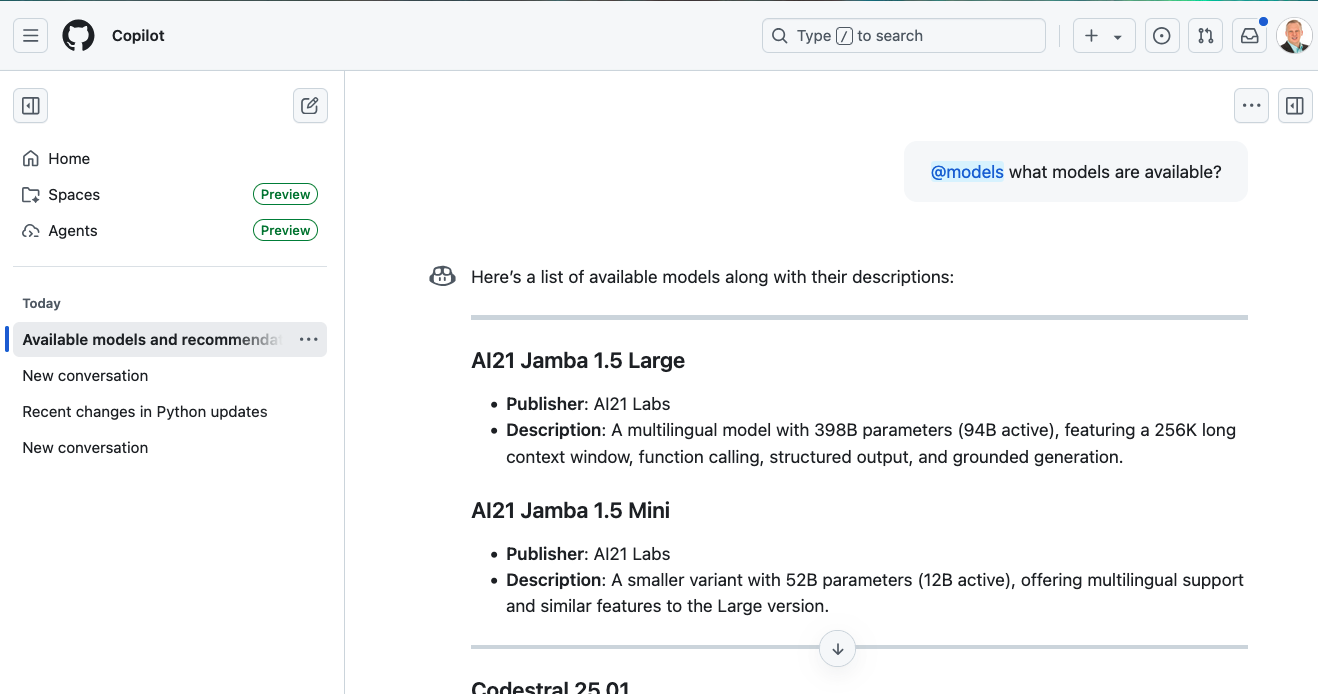 Copilot
Type / to search
Home
Spaces Preview
Agents Preview
Today
Available models and
New conversation
Recent changes in Python updates
New conversation
@models what models are available?
Here’s a list of available models along with their descriptions:
AI21 Jamba 1.5 Large
• Publisher: AI21 Labs
• Description: A multilingual model with 398B parameters (94B active), featuring a 256K long
context window, function calling, structured output, and grounded generation.
AI21 Jamba 1.5 Mini
• Publisher: AI21 Labs
• Description: A smaller variant with 52B parameters (12B active), offering multilingual support
and similar features to the Large version.
Codestral 25.01